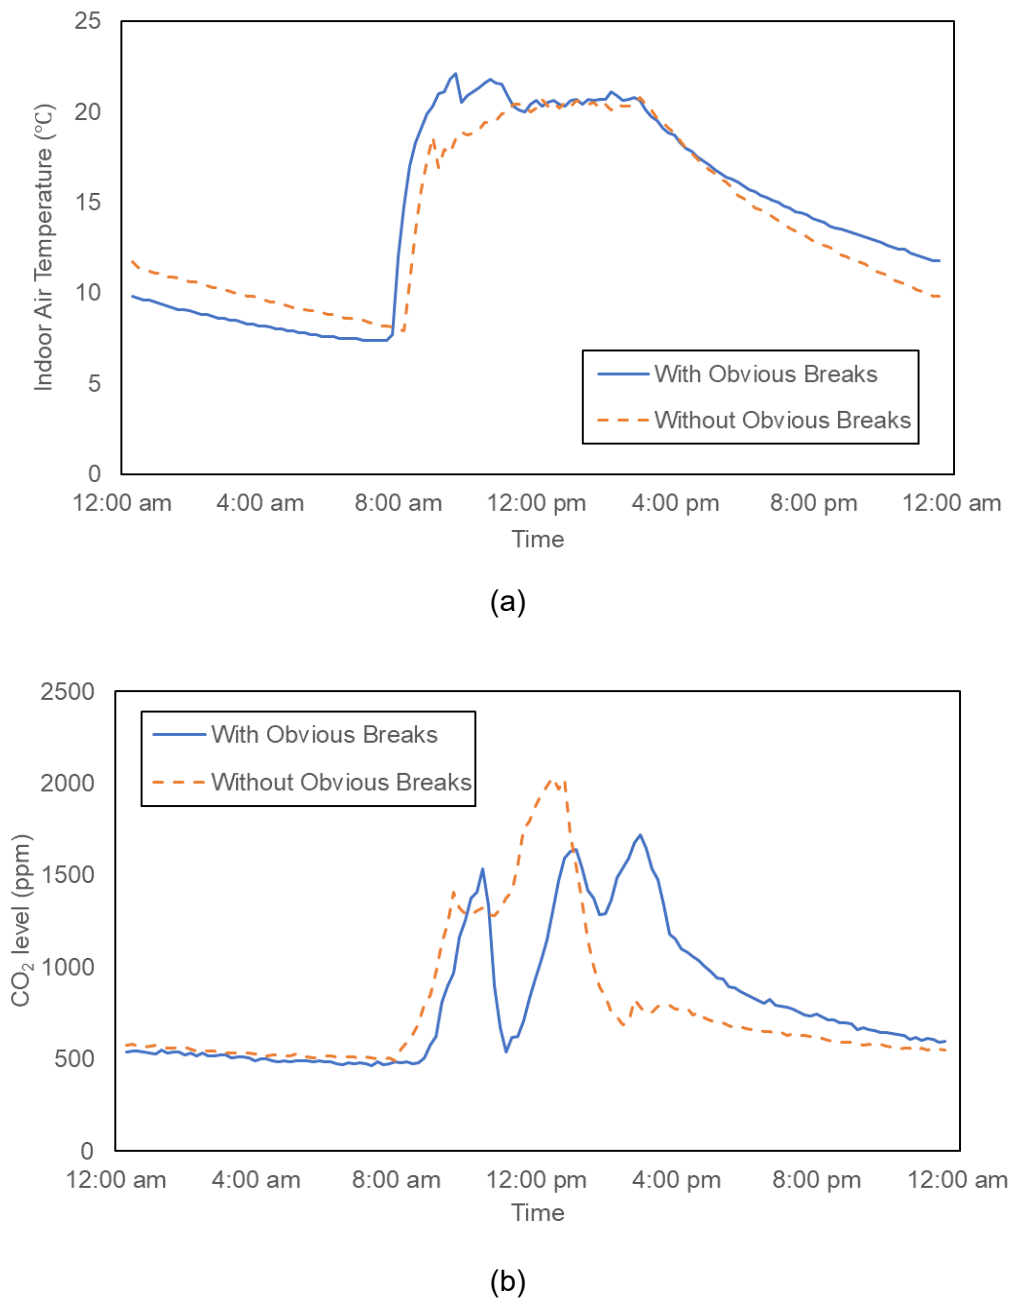 25
20
15
10
5
0
Indoor Air Temperature (°C)
With Obvious Breaks
Without Obvious Breaks
12:00 am 4:00 am 8:00 am 12:00 pm 4:00 pm 8:00 pm 12:00 am
Time
(a)
2500
2000
1500
1000
500
0
CO₂ level (ppm)
With Obvious Breaks
Without Obvious Breaks
12:00 am 4:00 am 8:00 am 12:00 pm 4:00 pm 8:00 pm 12:00 am
Time
(b)